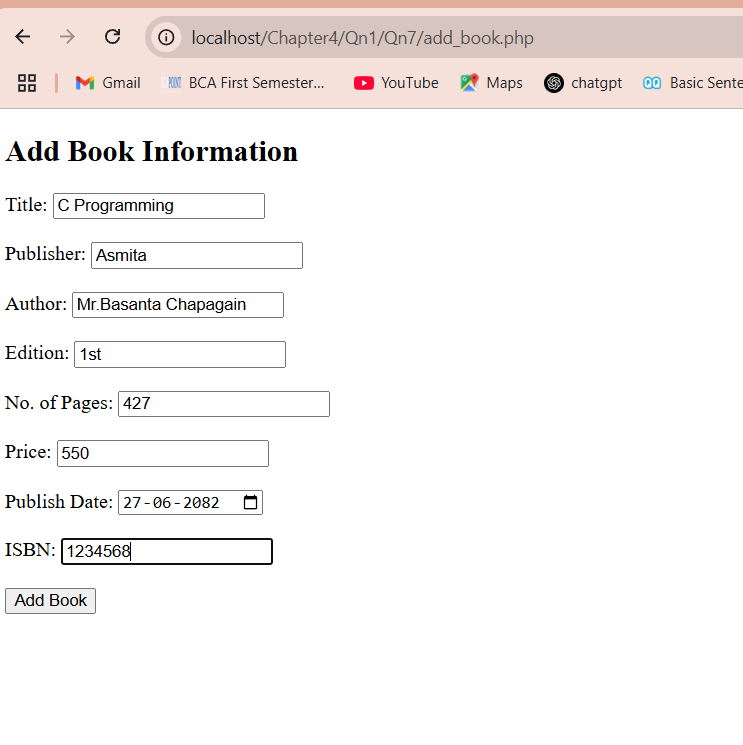 localhost/Chapter4/Qn1/Qn7/add_book.php
Gmail BCA First Semester... YouTube Maps chatgpt Basic Sente
Add Book Information
Title: C Programming
Publisher: Asmita
Author: Mr.Basanta Chapagain
Edition: 1st
No. of Pages: 427
Price: 550
Publish Date: 27-06-2082
ISBN: 1234568
Add Book